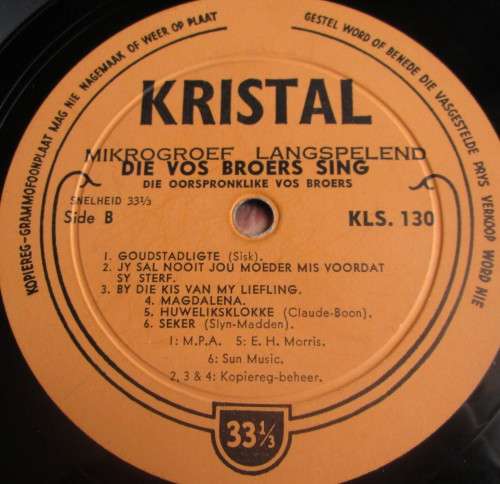 KOPIEREG-GRAMMOFOONPLAAT MAG NIE NAGEMAAK OF WEER OP PLAAT
GESTEL WORD OF BENEDE DIE VASGESTELDE PRYS VERKOOP WORD NIE
KRISTAL
MIKROGROEF LANGSPELEND
DIE VOS BROERS SING
DIE OORSPRONKLIKE VOS BROERS
SNELHEID 33⅓
Side B
KLS. 130
1. GOUDSTADLIGTE (Sisk).
2. JY SAL NOOIT JOU MOEDER MIS VOORDAT
SY STERF.
3. BY DIE KIS VAN MY LIEFLING.
4. MAGDALENA.
5. HUWELIKSKLOKKE (Claude-Boon).
6. SEKER (Slyn-Madden).
1: M.P.A. 5: E. H. Morris.
6: Sun Music.
2, 3 & 4: Kopiereg-beheer.
33⅓